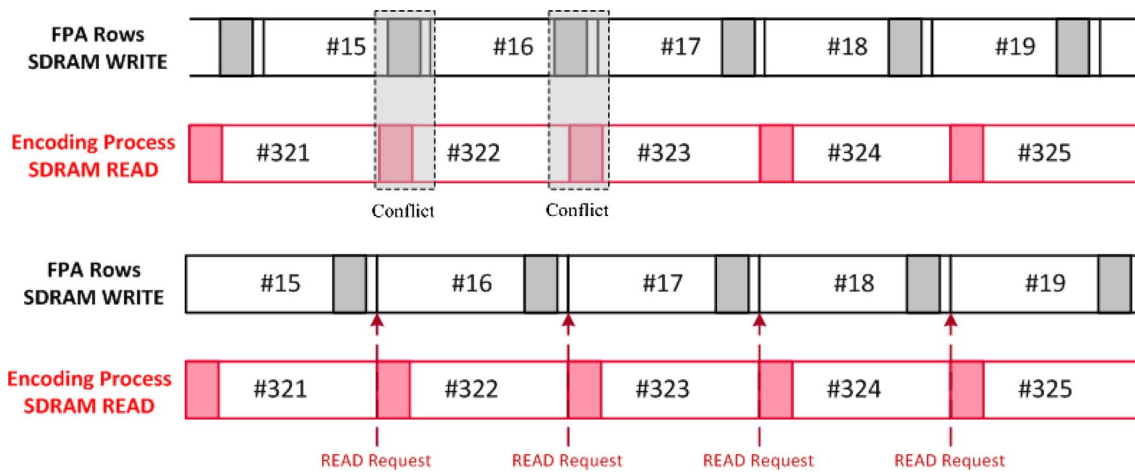 FPA Rows
SDRAM WRITE
#15 #16 #17 #18 #19
Encoding Process
SDRAM READ
#321 #322 #323 #324 #325
Conflict Conflict
FPA Rows
SDRAM WRITE
#15 #16 #17 #18 #19
Encoding Process
SDRAM READ
#321 #322 #323 #324 #325
READ Request READ Request READ Request READ Request